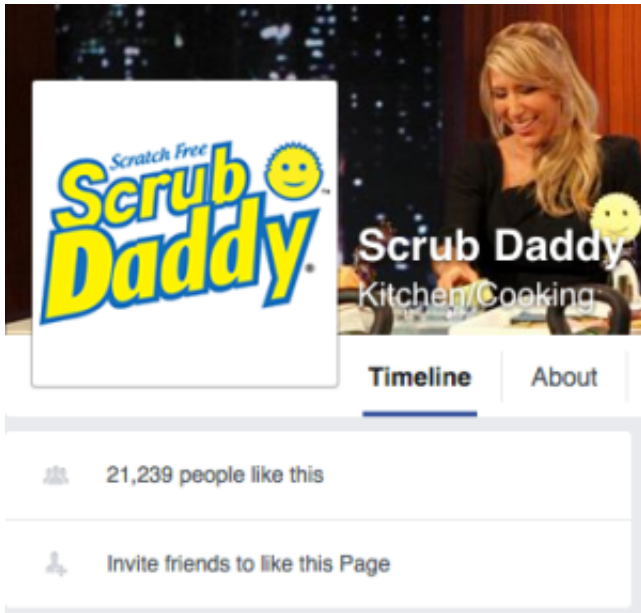 Scratch Free
Scrub
Daddy
™
®
Scrub Daddy
Kitchen/Cooking
Timeline
About
21,239 people like this
Invite friends to like this Page